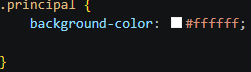 .principal {
background-color: #ffffff;
}